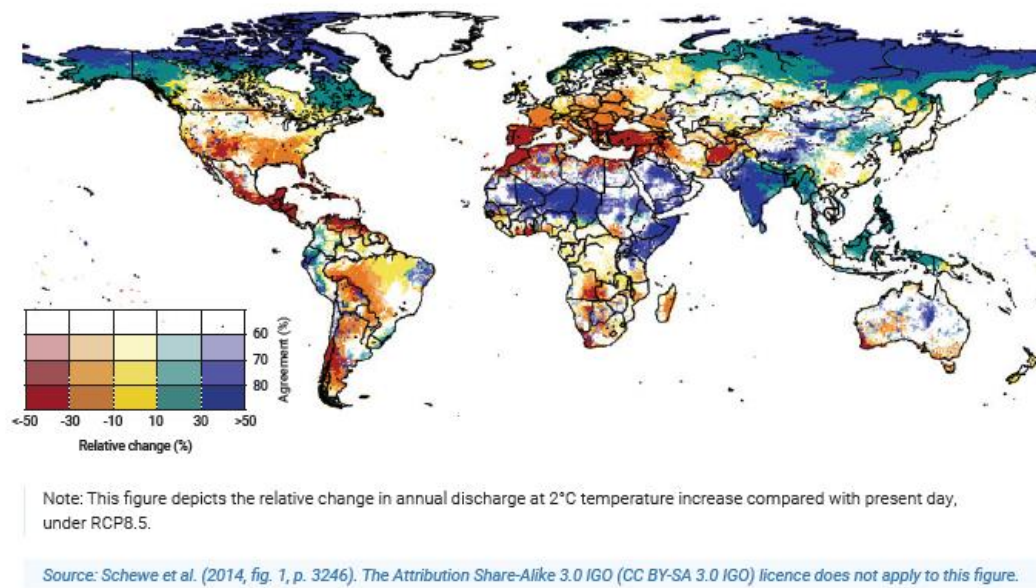 60
70
80
Agreement (%)
<-50 -30 -10 10 30 >50
Relative change (%)
Note: This figure depicts the relative change in annual discharge at 2°C temperature increase compared with present day,
under RCP8.5.
Source: Schewe et al. (2014, fig. 1, p. 3246). The Attribution Share-Alike 3.0 IGO (CC BY-SA 3.0 IGO) licence does not apply to this figure.